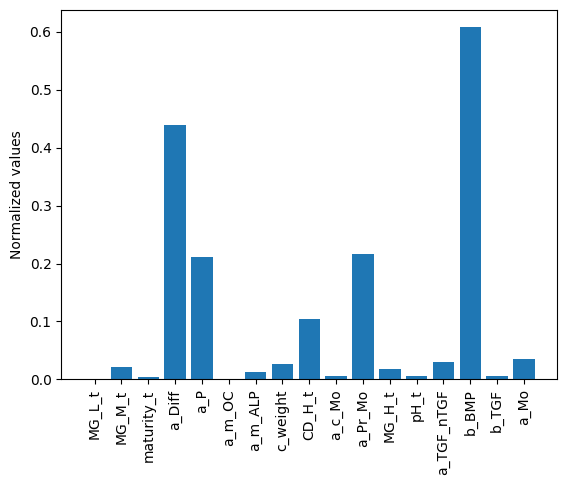 Normalized values
0.6
0.5
0.4
0.3
0.2
0.1
0.0
MG_L_t
MG_M_t
maturity_t
a_Diff
a_P
a_m_OC
a_m_ALP
c_weight
CD_H_t
a_c_Mo
a_Pr_Mo
MG_H_t
pH_t
a_TGF_nTGF
b_BMP
b_TGF
a_Mo